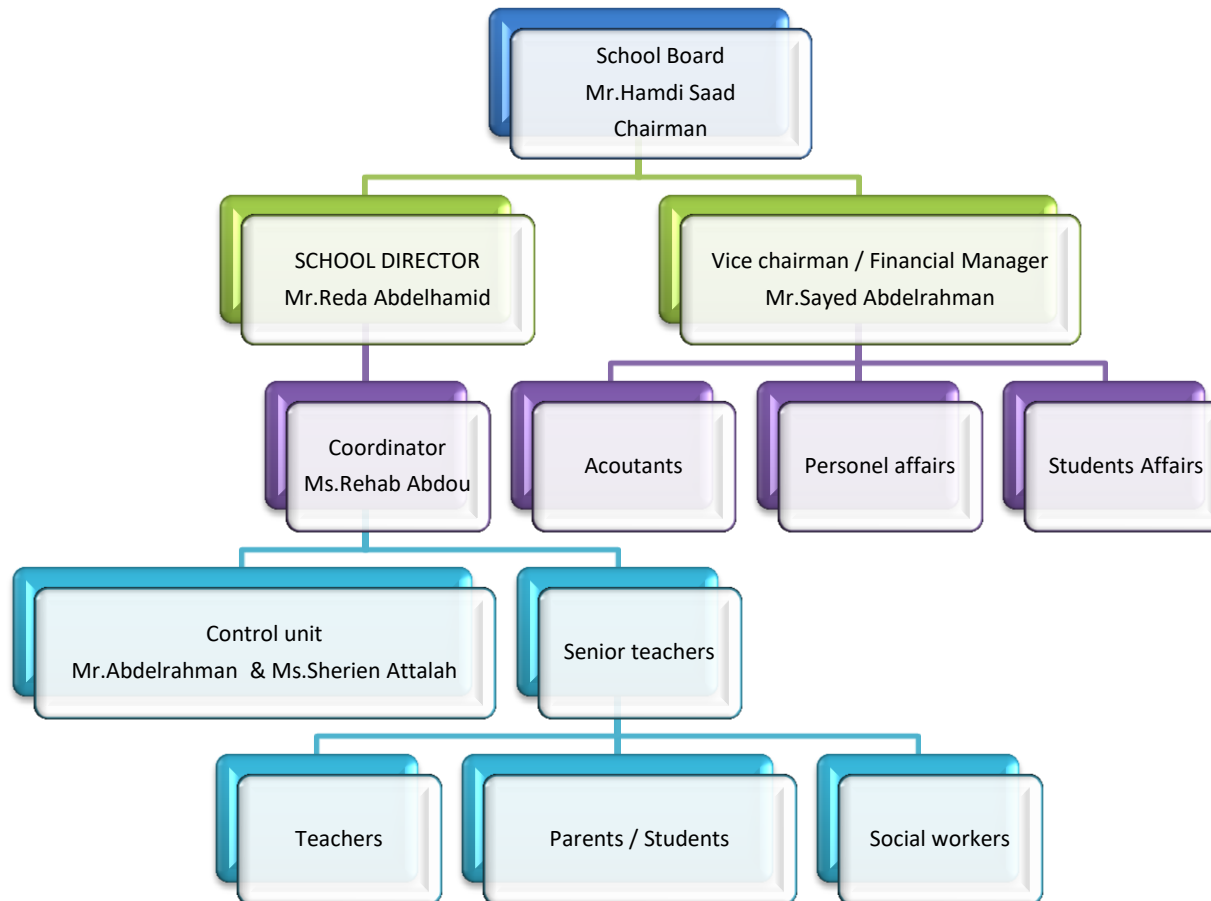 School Board
Mr.Hamdi Saad
Chairman
SCHOOL DIRECTOR
Mr.Reda Abdelhamid
Vice chairman / Financial Manager
Mr.Sayed Abdelrahman
Coordinator
Ms.Rehab Abdou
Acoutants
Personel affairs
Students Affairs
Control unit
Mr.Abdelrahman & Ms.Sherien Attalah
Senior teachers
Teachers
Parents / Students
Social workers